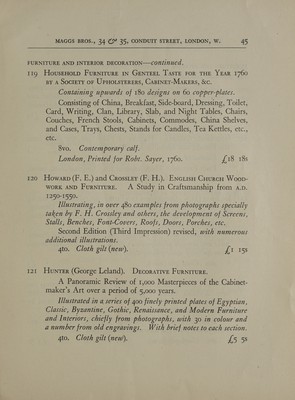 MAGGS BROS., 34 & 35, CONDUIT STREET, LONDON, W. 45
FURNITURE AND INTERIOR DECORATION—continued.
119 HOUSEHOLD FURNITURE IN GENTEEL TASTE FOR THE YEAR 1760
BY A SOCIETY OF UPHOLSTERERS, CABINET-MAKERS, &c.
Containing upwards of 180 designs on 60 copper-plates.
Consisting of China, Breakfast, Side-board, Dressing, Toilet,
Card, Writing, Clan, Library, Slab, and Night Tables, Chairs,
Couches, French Stools, Cabinets, Commodes, China Shelves,
and Cases, Trays, Chests, Stands for Candles, Tea Kettles, etc.,
etc.
8vo. Contemporary calf.
London, Printed for Robt. Sayer, 1760. £18 18s
120 HOWARD (F. E.) and CROSSLEY (F. H.). ENGLISH CHURCH WOOD-
WORK AND FURNITURE. A Study in Craftsmanship from A.D.
1250-1550.
Illustrating, in over 480 examples from photographs specially
taken by F. H. Crossley and others, the development of Screens,
Stalls, Benches, Font-Covers, Roofs, Doors, Porches, etc.
Second Edition (Third Impression) revised, with numerous
additional illustrations.
4to. Cloth gilt (new). £1 15s
121 HUNTER (George Leland). DECORATIVE FURNITURE.
A Panoramic Review of 1,000 Masterpieces of the Cabinet-
maker's Art over a period of 5,000 years.
Illustrated in a series of 400 finely printed plates of Egyptian,
Classic, Byzantine, Gothic, Renaissance, and Modern Furniture
and Interiors, chiefly from photographs, with 30 in colour and
a number from old engravings. With brief notes to each section.
4to. Cloth gilt (new). £5 5s